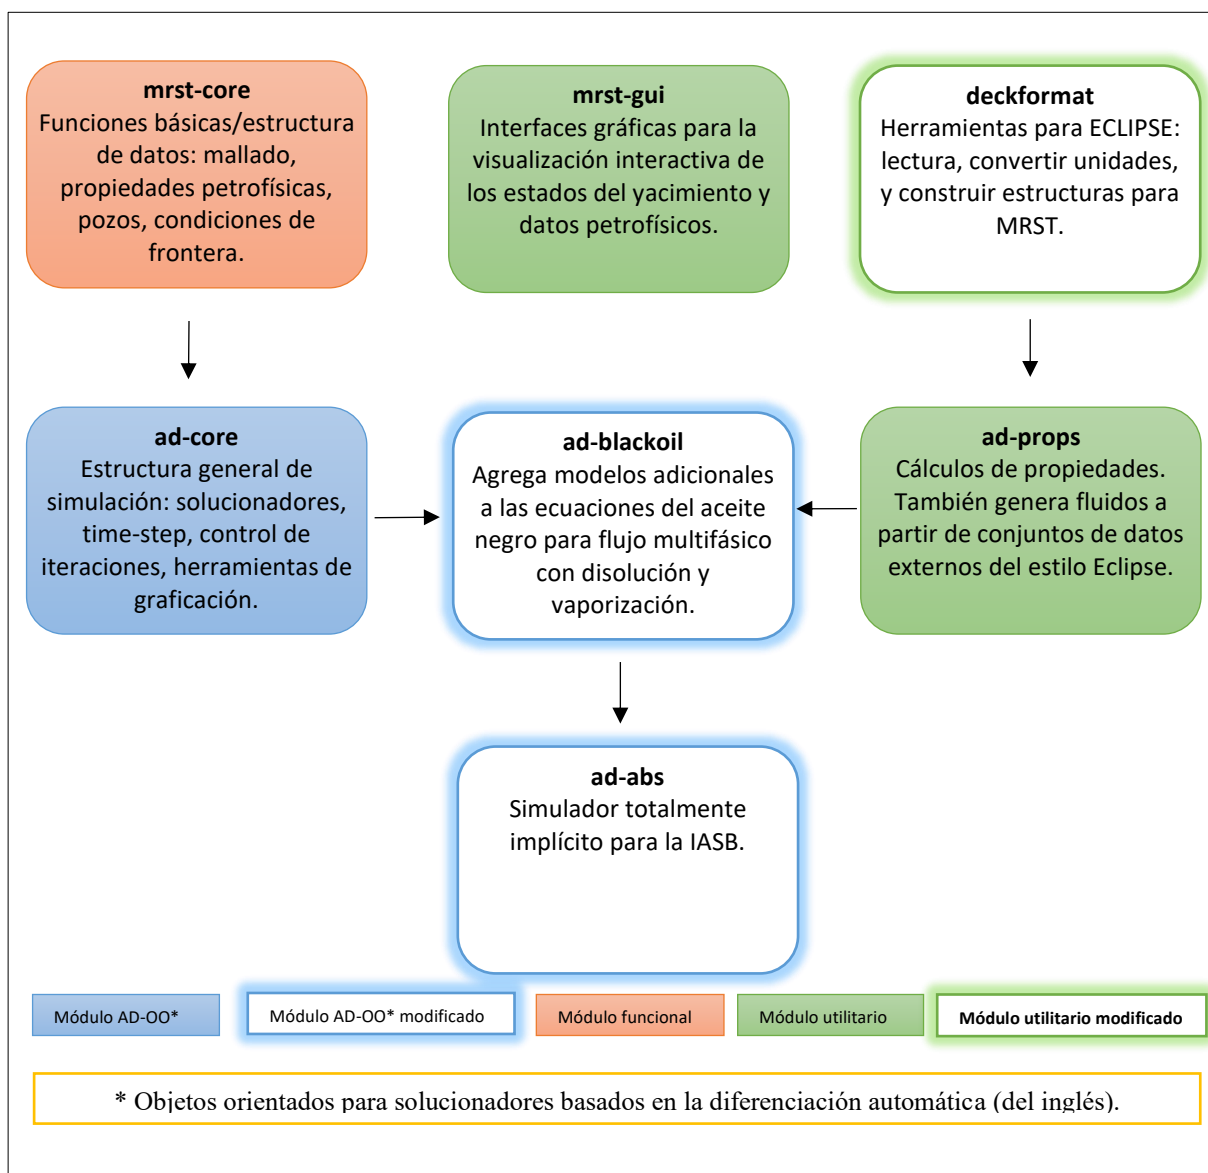 mrst-core
Funciones básicas/estructura
de datos: mallado,
propiedades petrofísicas,
pozos, condiciones de
frontera.
mrst-gui
Interfaces gráficas para la
visualización interactiva de
los estados del yacimiento y
datos petrofísicos.
deckformat
Herramientas para ECLIPSE:
lectura, convertir unidades,
y construir estructuras para
MRST.
ad-core
Estructura general de
simulación: solucionadores,
time-step, control de
iteraciones, herramientas de
graficación.
ad-blackoil
Agrega modelos adicionales
a las ecuaciones del aceite
negro para flujo multifásico
con disolución y
vaporización.
ad-props
Cálculos de propiedades.
También genera fluidos a
partir de conjuntos de datos
externos del estilo Eclipse.
ad-abs
Simulador totalmente
implícito para la IASB.
Módulo AD-OO*
Módulo AD-OO* modificado
Módulo funcional
Módulo utilitario
Módulo utilitario modificado
* Objetos orientados para solucionadores basados en la diferenciación automática (del inglés).